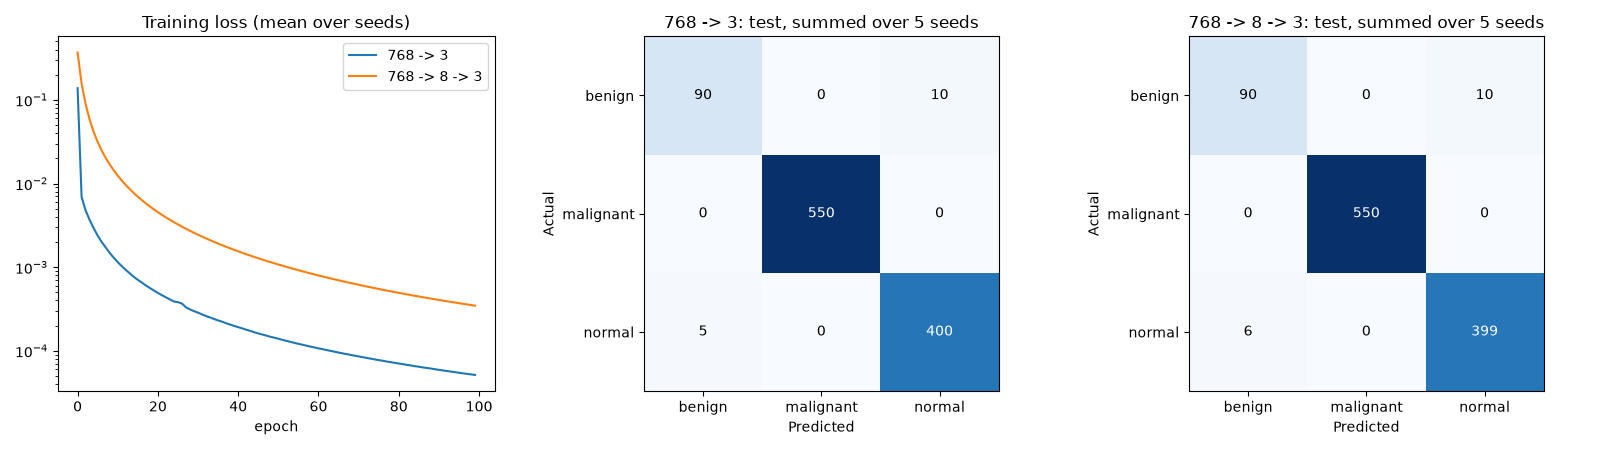 Training loss (mean over seeds)
768 -> 3
768 -> 8 -> 3
10⁻¹
10⁻²
10⁻³
10⁻⁴
0 20 40 60 80 100
epoch
768 -> 3: test, summed over 5 seeds
Actual
benign 90 0 10
malignant 0 550 0
normal 5 0 400
benign malignant normal
Predicted
768 -> 8 -> 3: test, summed over 5 seeds
Actual
benign 90 0 10
malignant 0 550 0
normal 6 0 399
benign malignant normal
Predicted